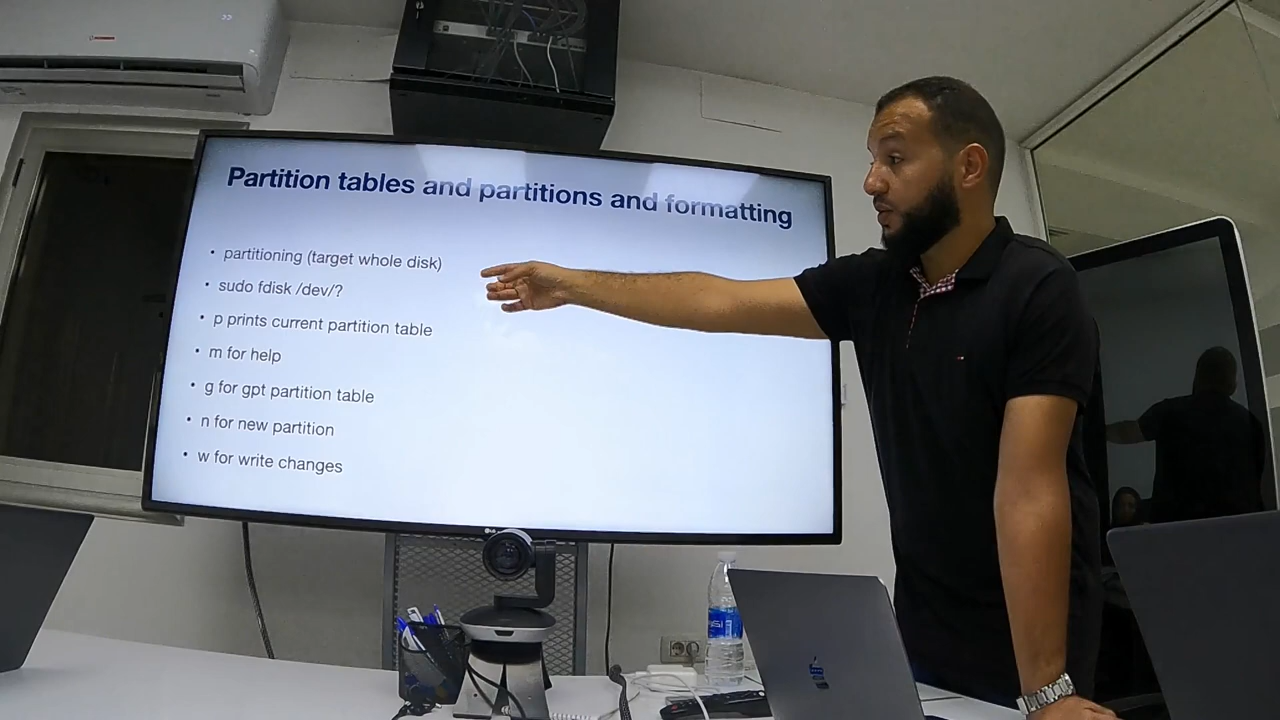 Partition tables and partitions and formatting
• partitioning (target whole disk)
• sudo fdisk /dev/?
• p prints current partition table
• m for help
• g for gpt partition table
• n for new partition
• w for write changes
LG